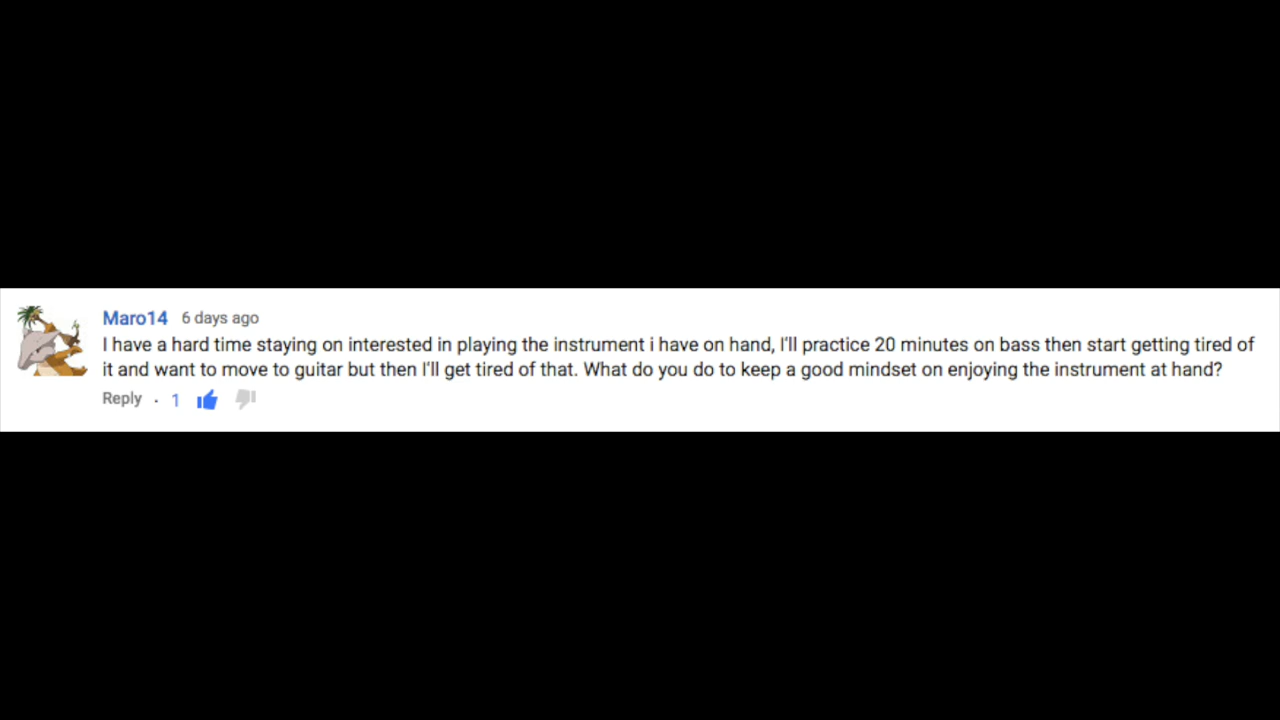 Maro14 6 days ago
I have a hard time staying on interested in playing the instrument i have on hand, I'll practice 20 minutes on bass then start getting tired of
it and want to move to guitar but then I'll get tired of that. What do you do to keep a good mindset on enjoying the instrument at hand?
Reply · 1